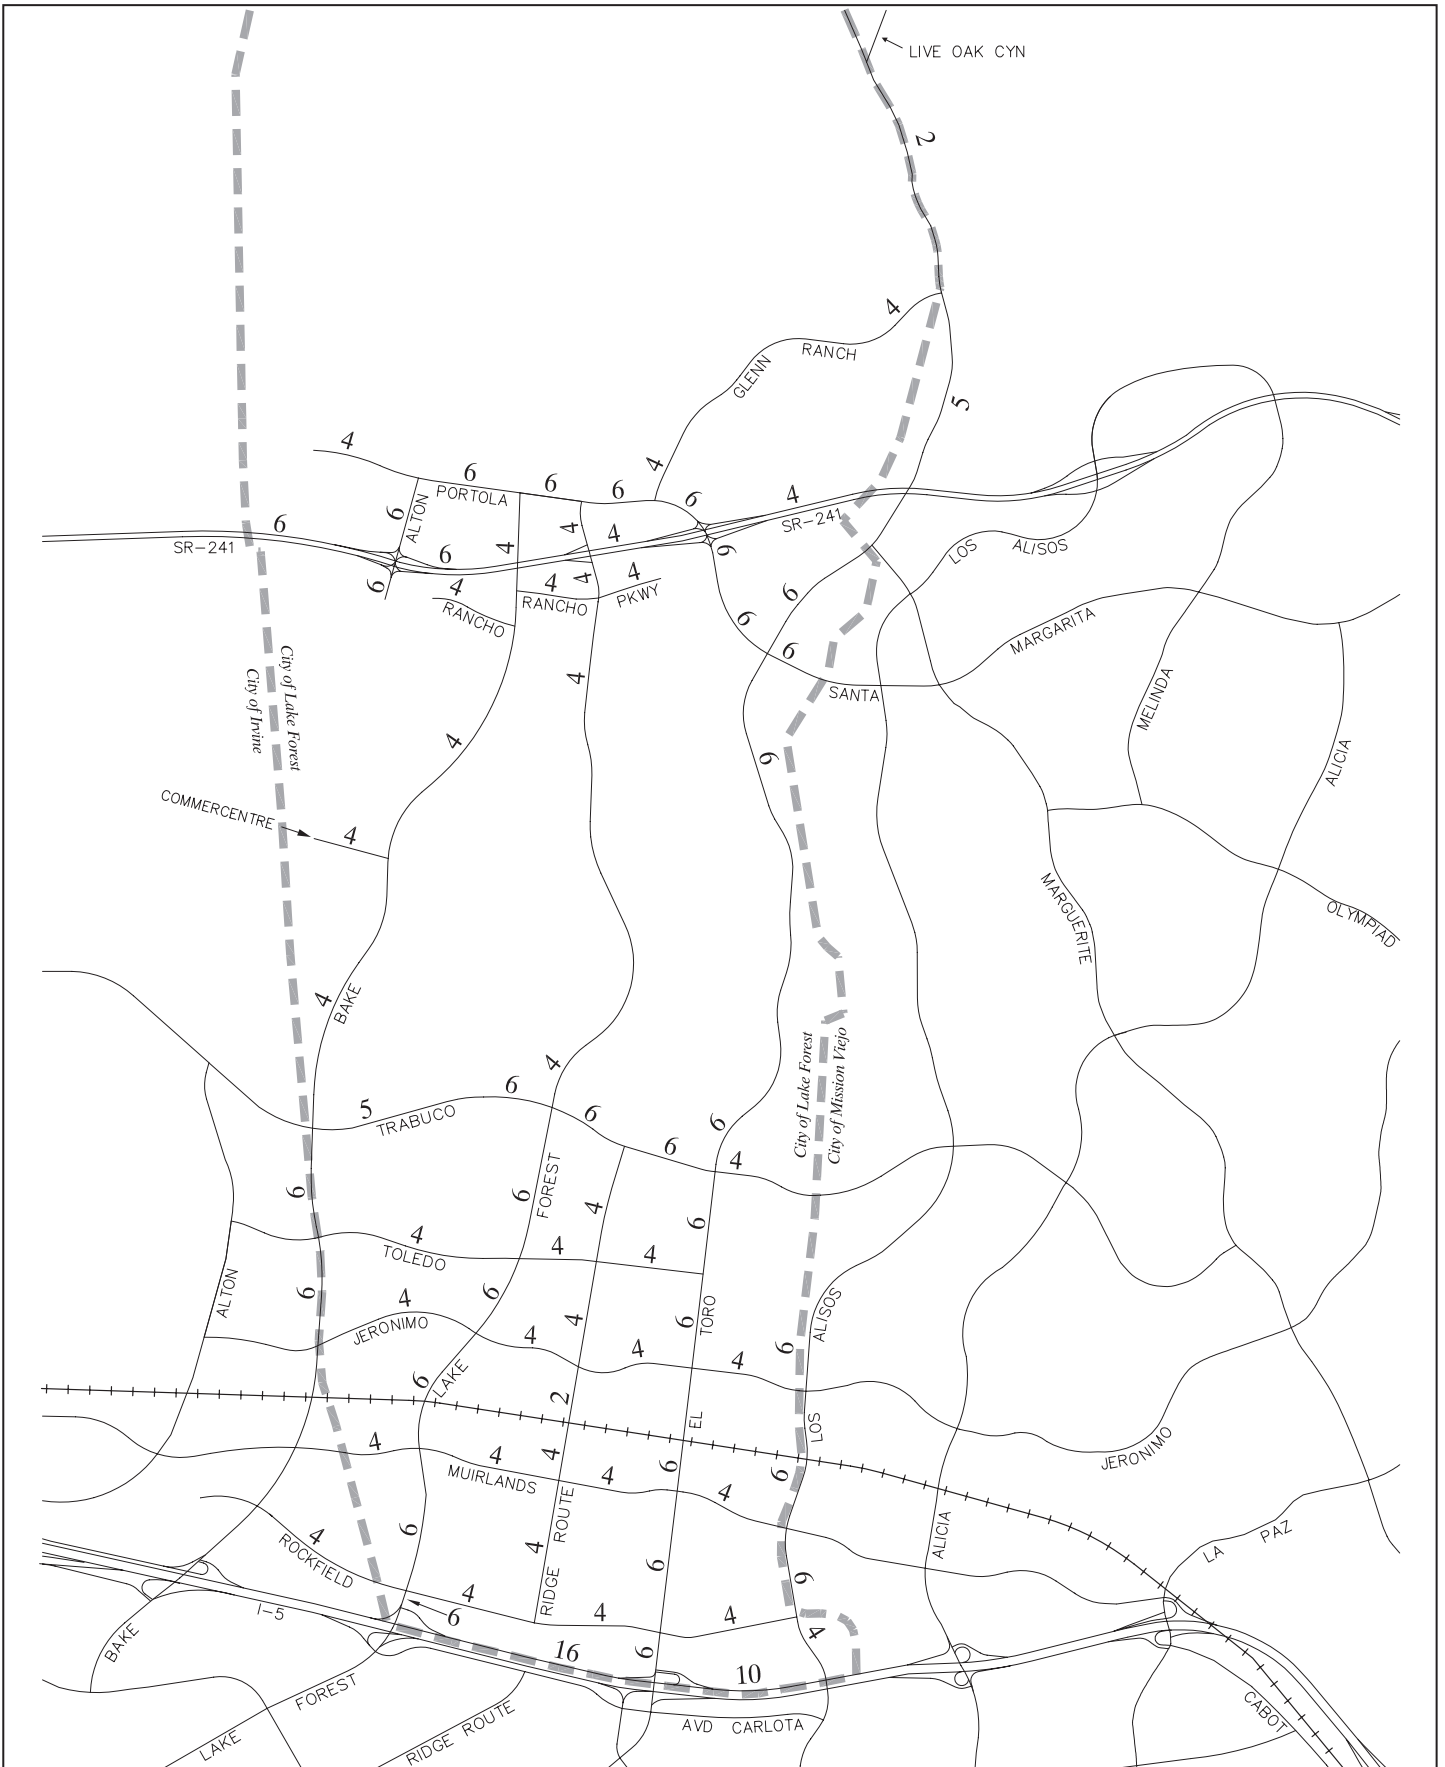 LIVE OAK CYN
2
4
GLENN RANCH
5
4
4
6
PORTOLA
6
6
6
4
6
ALTON
4
4
6
SR-241
SR-241
4
6
6
6
4
4
4
4
RANCHO
RANCHO
PKWY
LOS ALISOS
6
6
6
SANTA MARGARITA
City of Lake Forest
City of Irvine
4
4
6
MELINDA
ALICIA
COMMERCENTRE
4
MARGUERITE
OLYMPIAD
4
BAKE
City of Lake Forest
City of Mission Viejo
4
6
5
TRABUCO
6
6
6
4
6
6
FOREST
4
6
4
TOLEDO
4
4
ALTON
6
6
4
JERONIMO
4
4
6
TORO
4
4
6
ALISOS
6
LAKE
2
EL
LOS
4
MUIRLANDS
4
4
4
6
4
6
JERONIMO
6
4
ROCKFIELD
4
RIDGE ROUTE
6
6
ALICIA
LA PAZ
I-5
6
4
4
4
4
BAKE
16
6
10
LAKE FOREST
RIDGE ROUTE
AVD CARLOTA
CABOT